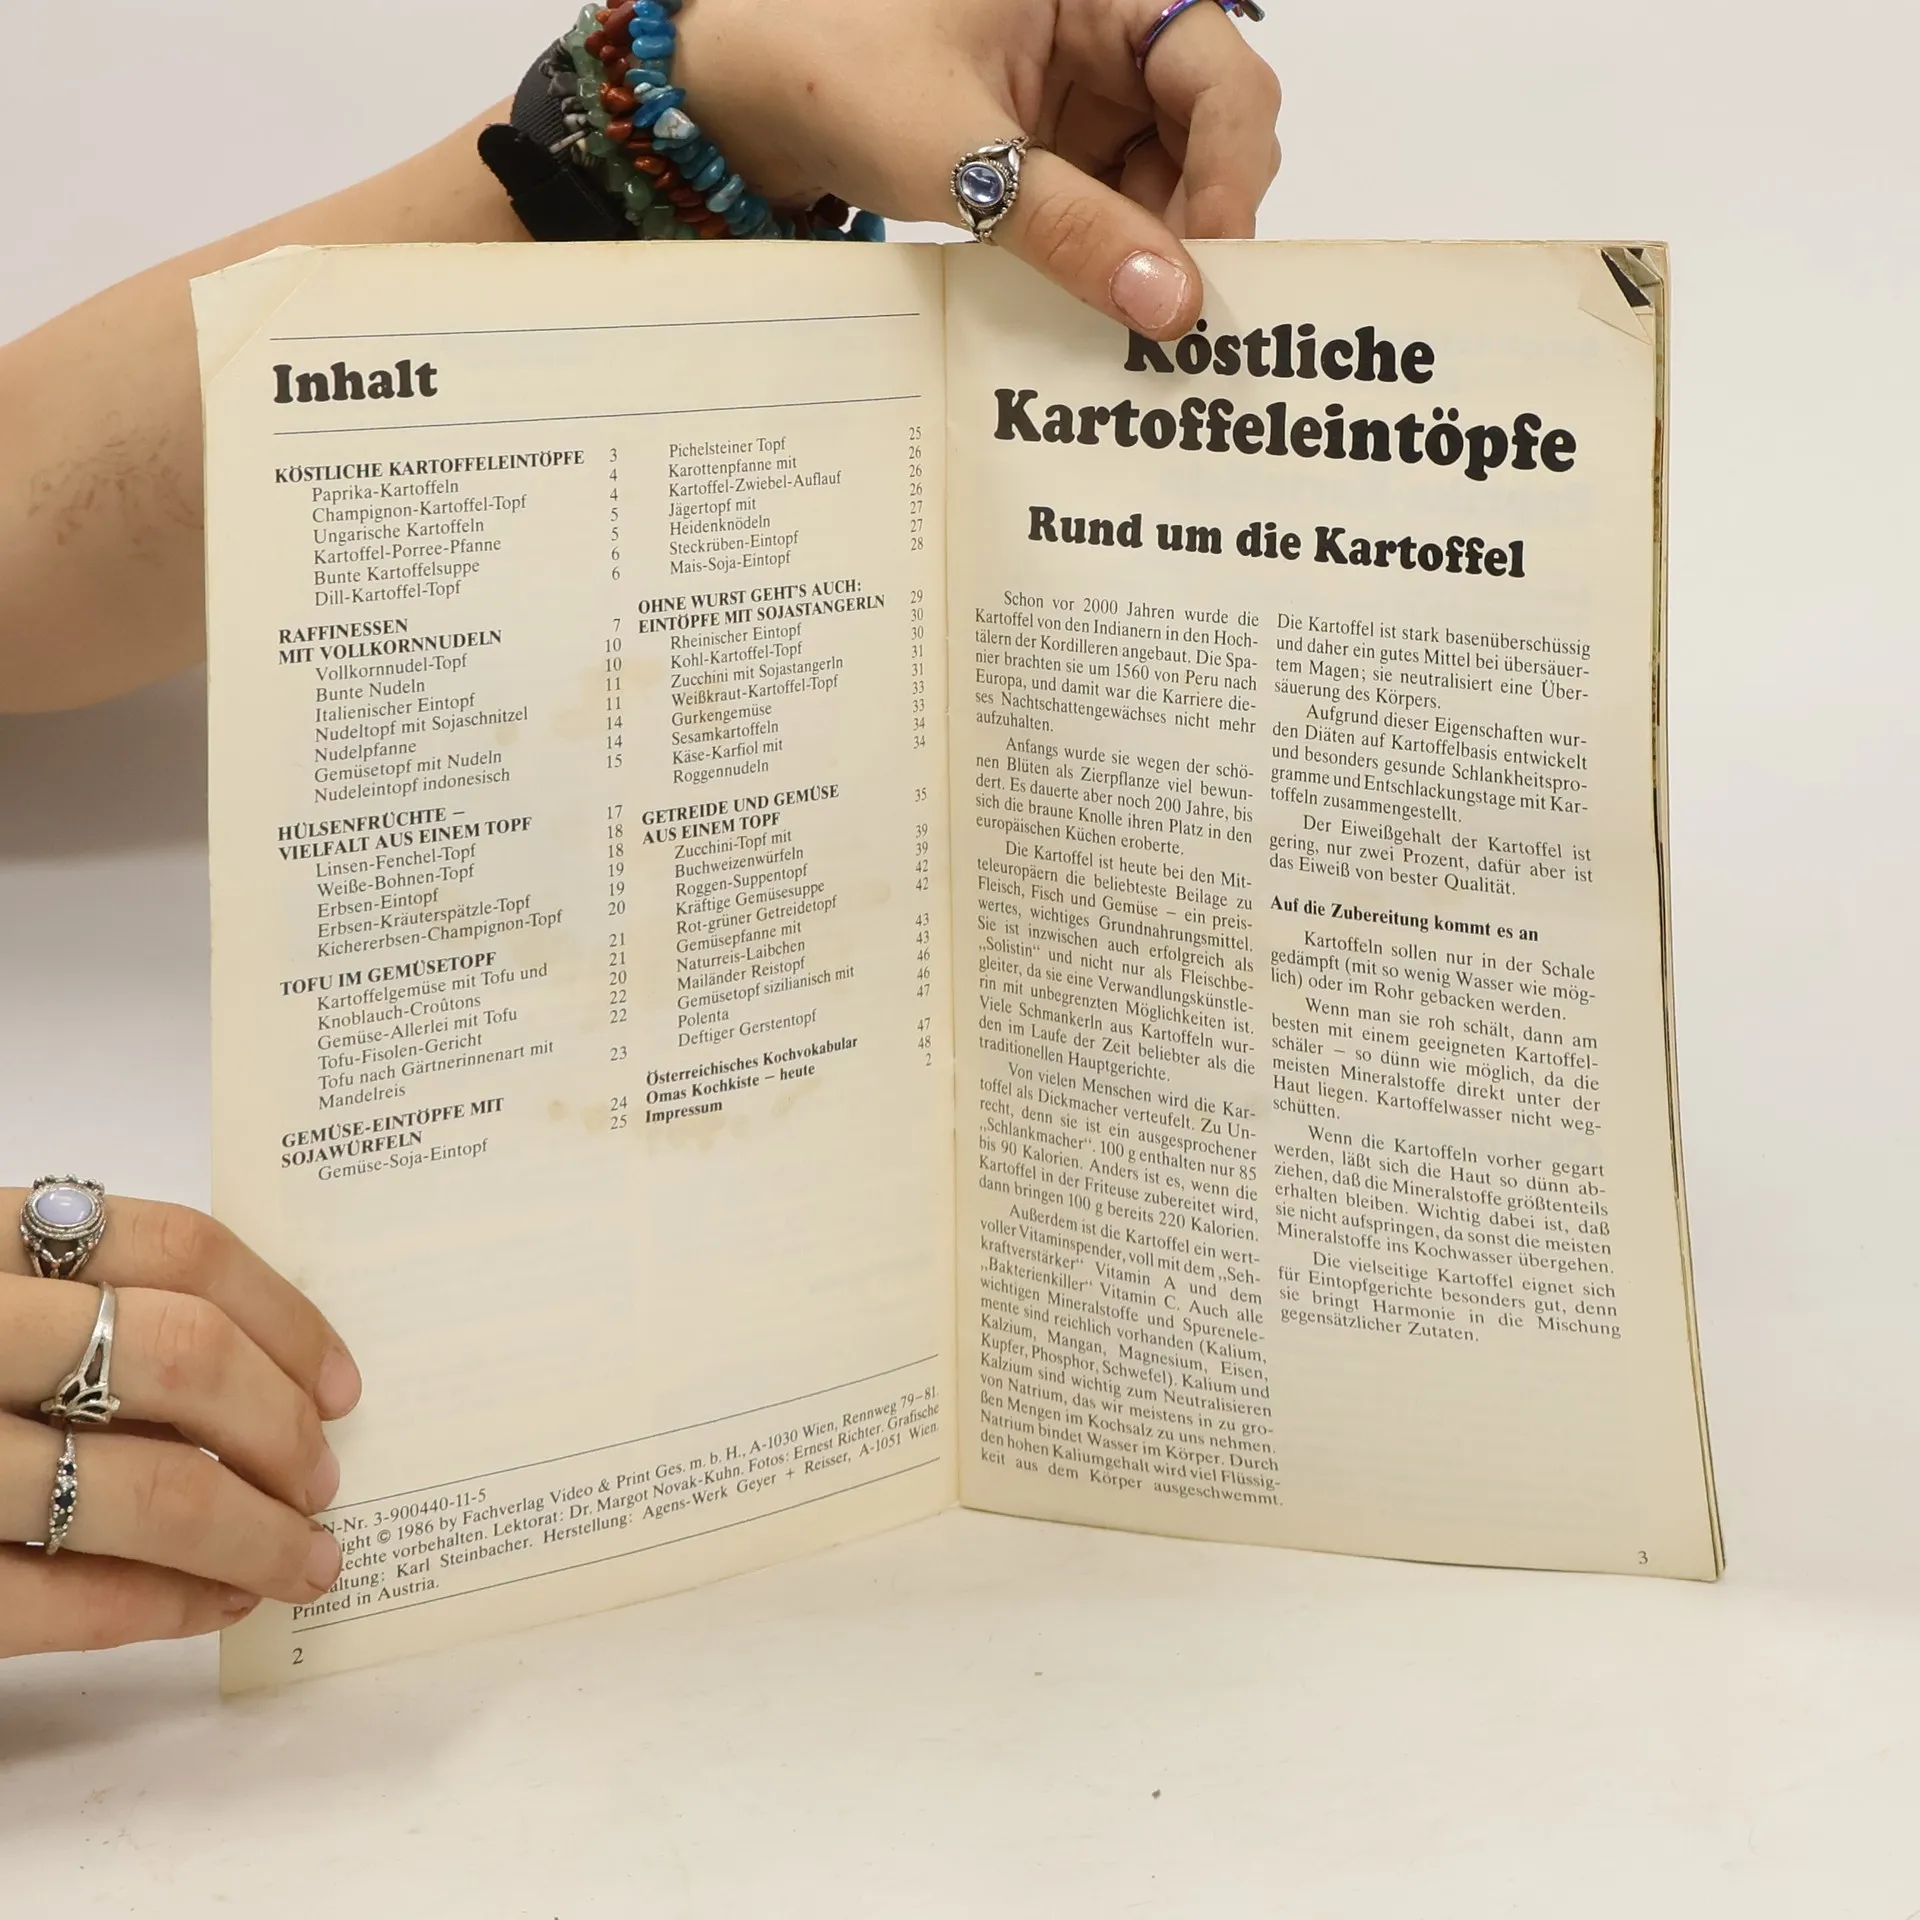 Inhalt
KÖSTLICHE KARTOFFELEINTÖPFE 3
Paprika-Kartoffeln 4
Champignon-Kartoffel-Topf 4
Ungarische Kartoffeln 5
Kartoffel-Porree-Pfanne 5
Bunte Kartoffelsuppe 6
Dill-Kartoffel-Topf 6
RAFFINESSEN
MIT VOLLKORNNUDELN 7
Vollkornnudel-Topf 10
Bunte Nudeln 10
Italienischer Eintopf 11
Nudeltopf mit Sojaschnitzel 11
Nudelpfanne 14
Gemüsetopf mit Nudeln 14
Nudeleintopf indonesisch 15
HÜLSENFRÜCHTE –
VIELFALT AUS EINEM TOPF 17
Linsen-Fenchel-Topf 18
Weiße-Bohnen-Topf 18
Erbsen-Eintopf 19
Erbsen-Kräuterspätzle-Topf 19
Kichererbsen-Champignon-Topf 20
TOFU IM GEMÜSETOPF 21
Kartoffelgemüse mit Tofu und 21
Knoblauch-Croûtons 20
Gemüse-Allerlei mit Tofu 22
Tofu-Fisolen-Gericht 22
Tofu nach Gärtnerinnenart mit
Mandelreis 23
GEMÜSE-EINTÖPFE MIT
SOJAWÜRFELN 24
Gemüse-Soja-Eintopf 25
Pichelsteiner Topf 25
Karottenpfanne mit 26
Kartoffel-Zwiebel-Auflauf 26
Jägertopf mit 26
Heidenknödeln 27
Steckrüben-Eintopf 27
Mais-Soja-Eintopf 28
OHNE WURST GEHT'S AUCH:
EINTÖPFE MIT SOJASTANGERLN 29
Rheinischer Eintopf 30
Kohl-Kartoffel-Topf 30
Zucchini mit Sojastangerln 31
Weißkraut-Kartoffel-Topf 31
Gurkengemüse 33
Sesamkartoffeln 33
Käse-Karfiol mit 34
Roggennudeln 34
GETREIDE UND GEMÜSE
AUS EINEM TOPF 35
Zucchini-Topf mit
Buchweizenwürfeln 39
Roggen-Suppentopf 39
Kräftige Gemüsesuppe 42
Rot-grüner Getreidetopf 42
Gemüsepfanne mit
Naturreis-Laibchen 43
Mailänder Reistopf 43
Gemüsetopf sizilianisch mit 46
Polenta 46
Deftiger Gerstentopf 47
Österreichisches Kochvokabular 47
Omas Kochkiste – heute 48
Impressum 2
N-Nr. 3-900440-11-5
ight © 1986 by Fachverlag Video & Print Ges. m. b. H., A-1030 Wien, Rennweg 79–81.
echte vorbehalten. Lektorat: Dr. Margot Novak-Kuhn. Fotos: Ernest Richter. Grafische
altung: Karl Steinbacher. Herstellung: Agens-Werk Geyer + Reisser, A-1051 Wien.
Printed in Austria.
2
Köstliche
Kartoffeleintöpfe
Rund um die Kartoffel
Schon vor 2000 Jahren wurde die
Kartoffel von den Indianern in den Hoch-
tälern der Kordilleren angebaut. Die Spa-
nier brachten sie um 1560 von Peru nach
Europa, und damit war die Karriere die-
ses Nachtschattengewächses nicht mehr
aufzuhalten.
Anfangs wurde sie wegen der schö-
nen Blüten als Zierpflanze viel bewun-
dert. Es dauerte aber noch 200 Jahre, bis
sich die braune Knolle ihren Platz in den
europäischen Küchen eroberte.
Die Kartoffel ist heute bei den Mit-
teleuropäern die beliebteste Beilage zu
Fleisch, Fisch und Gemüse – ein preis-
wertes, wichtiges Grundnahrungsmittel.
Sie ist inzwischen auch erfolgreich als
„Solistin“ und nicht nur als Fleischbe-
gleiter, da sie eine Verwandlungskünstle-
rin mit unbegrenzten Möglichkeiten ist.
Viele Schmankerln aus Kartoffeln wur-
den im Laufe der Zeit beliebter als die
traditionellen Hauptgerichte.
Von vielen Menschen wird die Kar-
toffel als Dickmacher verteufelt. Zu Un-
recht, denn sie ist ein ausgesprochener
„Schlankmacher“. 100 g enthalten nur 85
bis 90 Kalorien. Anders ist es, wenn die
Kartoffel in der Friteuse zubereitet wird,
dann bringen 100 g bereits 220 Kalorien.
Außerdem ist die Kartoffel ein wert-
voller Vitaminspender, voll mit dem „Seh-
kraftverstärker“ Vitamin A und dem
„Bakterienkiller“ Vitamin C. Auch alle
wichtigen Mineralstoffe und Spurenele-
mente sind reichlich vorhanden (Kalium,
Kalzium, Mangan, Magnesium, Eisen,
Kupfer, Phosphor, Schwefel). Kalium und
Kalzium sind wichtig zum Neutralisieren
von Natrium, das wir meistens in zu gro-
ßen Mengen im Kochsalz zu uns nehmen.
Natrium bindet Wasser im Körper. Durch
den hohen Kaliumgehalt wird viel Flüssig-
keit aus dem Körper ausgeschwemmt.
Die Kartoffel ist stark basenüberschüssig
und daher ein gutes Mittel bei übersäuer-
tem Magen; sie neutralisiert eine Über-
säuerung des Körpers.
Aufgrund dieser Eigenschaften wur-
den Diäten auf Kartoffelbasis entwickelt
und besonders gesunde Schlankheitspro-
gramme und Entschlackungstage mit Kar-
toffeln zusammengestellt.
Der Eiweißgehalt der Kartoffel ist
gering, nur zwei Prozent, dafür aber ist
das Eiweiß von bester Qualität.
Auf die Zubereitung kommt es an
Kartoffeln sollen nur in der Schale
gedämpft (mit so wenig Wasser wie mög-
lich) oder im Rohr gebacken werden.
Wenn man sie roh schält, dann am
besten mit einem geeigneten Kartoffel-
schäler – so dünn wie möglich, da die
meisten Mineralstoffe direkt unter der
Haut liegen. Kartoffelwasser nicht weg-
schütten.
Wenn die Kartoffeln vorher gegart
werden, läßt sich die Haut so dünn ab-
ziehen, daß die Mineralstoffe größtenteils
erhalten bleiben. Wichtig dabei ist, daß
sie nicht aufspringen, da sonst die meisten
Mineralstoffe ins Kochwasser übergehen.
Die vielseitige Kartoffel eignet sich
für Eintopfgerichte besonders gut, denn
sie bringt Harmonie in die Mischung
gegensätzlicher Zutaten.
3